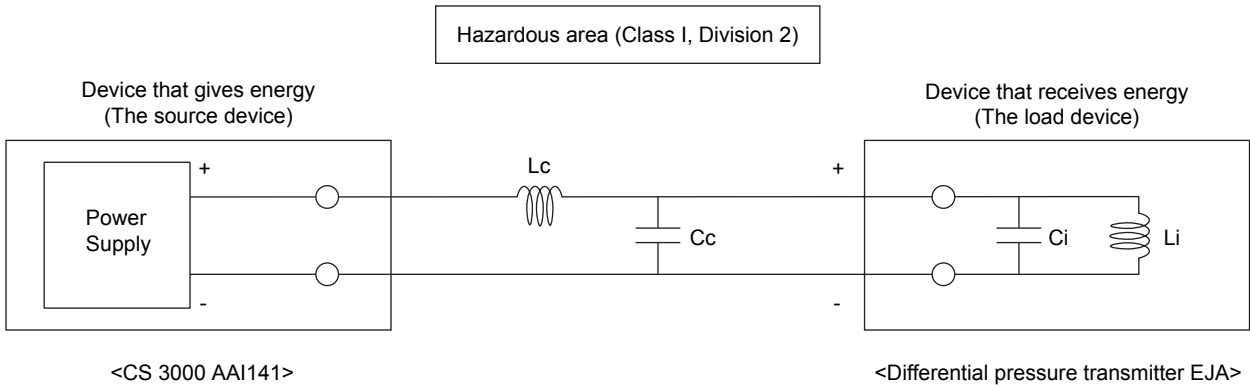 Hazardous area (Class I, Division 2)
Device that gives energy
(The source device)
Device that receives energy
(The load device)
Power
Supply
+
-
Lc
Cc
+
-
Ci
Li
<CS 3000 AAI141>
<Differential pressure transmitter EJA>